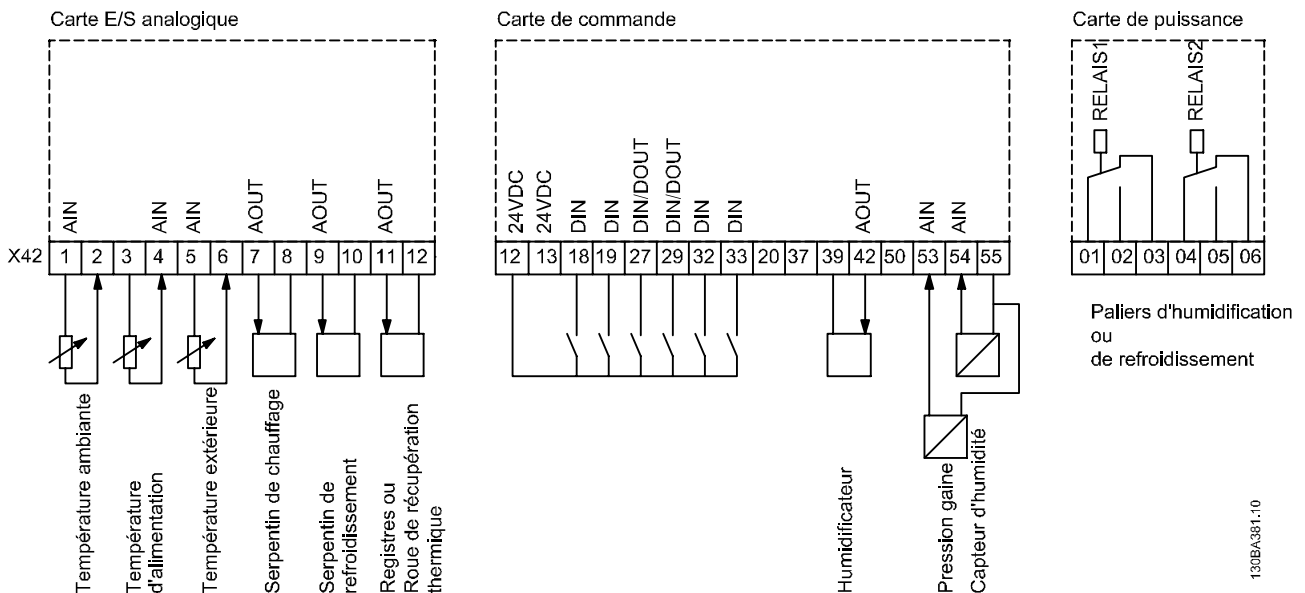 Carte E/S analogique
Carte de commande
Carte de puissance
AIN
AIN
AIN
AOUT
AOUT
AOUT
24VDC
24VDC
DIN
DIN
DIN/DOUT
DIN/DOUT
DIN
DIN
AOUT
AIN
AIN
RELAIS1
RELAIS2
X42
1 2 3 4 5 6 7 8 9 10 11 12
12 13 18 19 27 29 32 33 20 37 39 42 50 53 54 55
01 02 03 04 05 06
Température ambiante
Température
d'alimentation
Température extérieure
Serpentin de chauffage
Serpentin de
refroidissement
Registres ou
Roue de récupération
thermique
Humidificateur
Pression gaine
Capteur d'humidité
Paliers d'humidification
ou
de refroidissement
130BA381.10